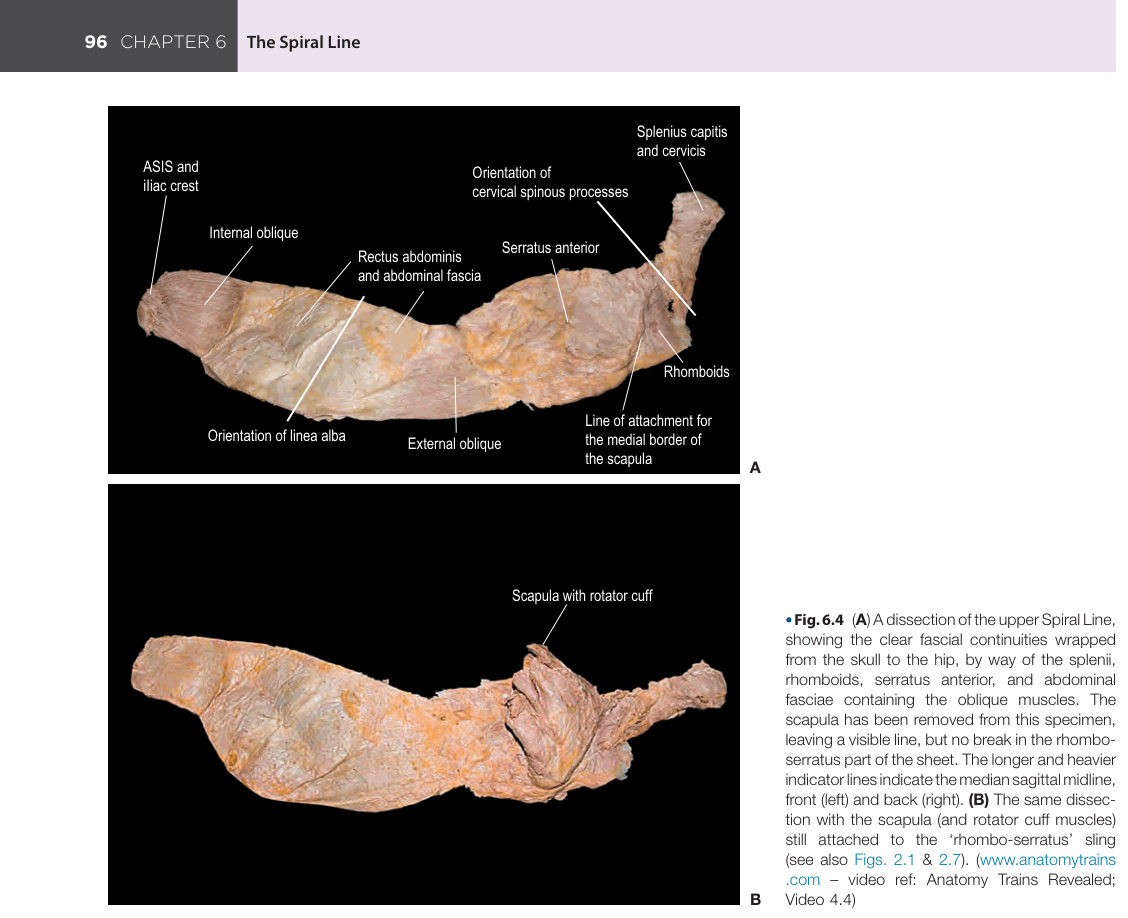 96 CHAPTER 6 The Spiral Line
Splenius capitis
and cervicis
ASIS and
iliac crest
Orientation of
cervical spinous processes
Internal oblique
Rectus abdominis
and abdominal fascia
Serratus anterior
Rhomboids
Orientation of linea alba
External oblique
Line of attachment for
the medial border of
the scapula
A
Scapula with rotator cuff
B
• Fig. 6.4 (A) A dissection of the upper Spiral Line,
showing the clear fascial continuities wrapped
from the skull to the hip, by way of the splenii,
rhomboids, serratus anterior, and abdominal
fasciae containing the oblique muscles. The
scapula has been removed from this specimen,
leaving a visible line, but no break in the rhombo-
serratus part of the sheet. The longer and heavier
indicator lines indicate the median sagittal midline,
front (left) and back (right). (B) The same dissec-
tion with the scapula (and rotator cuff muscles)
still attached to the ‘rhombo-serratus’ sling
(see also Figs. 2.1 & 2.7). (www.anatomytrains
.com – video ref: Anatomy Trains Revealed;
Video 4.4)